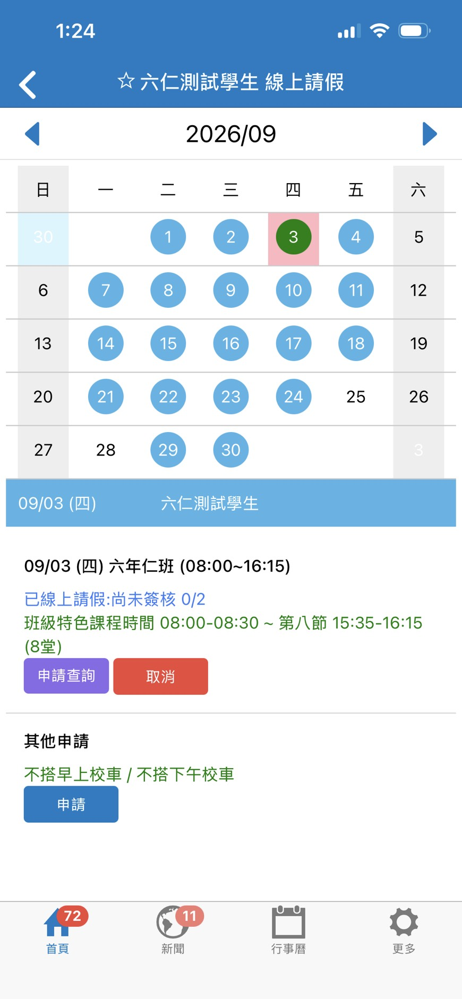 1:24
☆ 六仁測試學生 線上請假
2026/09
日 一 二 三 四 五 六
30 1 2 3 4 5
6 7 8 9 10 11 12
13 14 15 16 17 18 19
20 21 22 23 24 25 26
27 28 29 30 3
09/03 (四) 六仁測試學生
09/03 (四) 六年仁班 (08:00~16:15)
已線上請假:尚未簽核 0/2
班級特色課程時間 08:00-08:30 ~ 第八節 15:35-16:15
(8堂)
申請查詢 取消
其他申請
不搭早上校車 / 不搭下午校車
申請
72 11
首頁 新聞 行事曆 更多